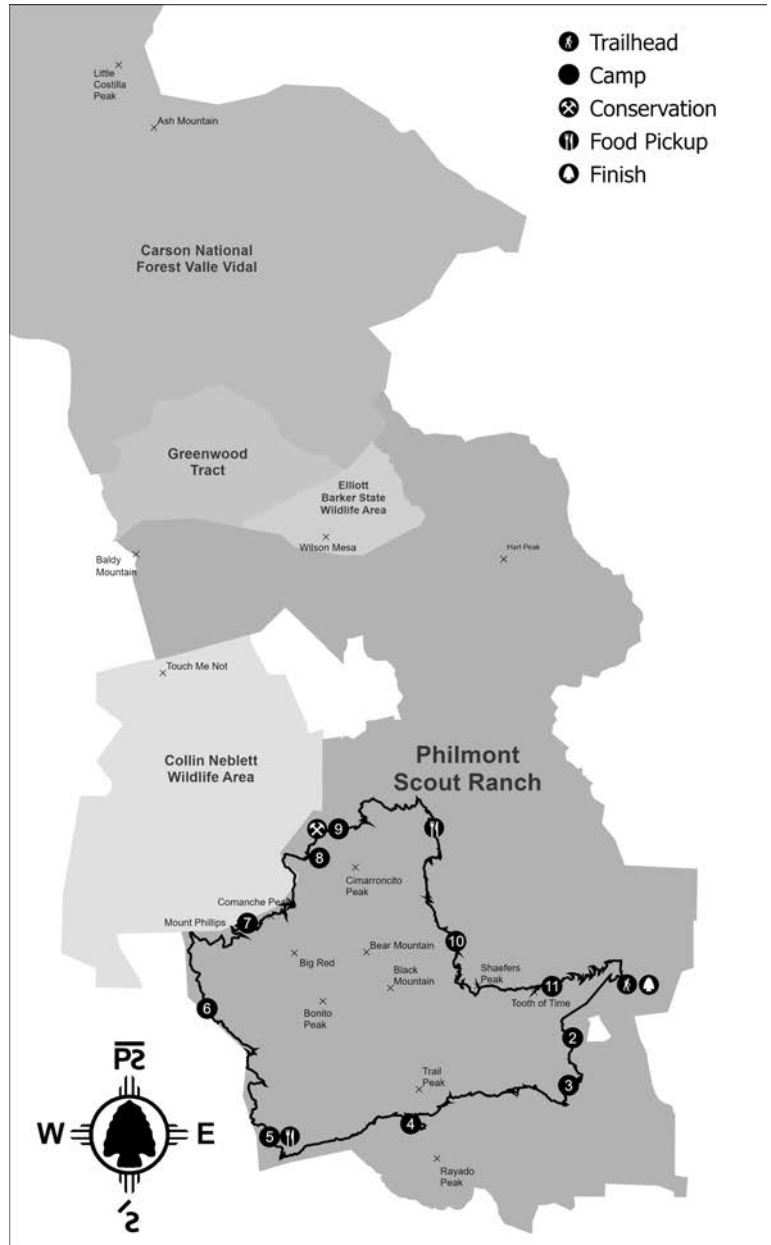 Trailhead
Camp
Conservation
Food Pickup
Finish
Little
Costilla
Peak
Ash Mountain
Carson National
Forest Valle Vidal
Greenwood
Tract
Elliott
Barker State
Wildlife Area
Wilson Mesa
Hart Peak
Baldy
Mountain
Touch Me Not
Collin Neblett
Wildlife Area
Philmont
Scout Ranch
9
8
Cimarroncito
Peak
Comanche Peak
Mount Phillips
7
10
Bear Mountain
Big Red
Black
Mountain
Shaefers
Peak
11
Tooth of Time
6
Bonito
Peak
2
Trail
Peak
3
4
5
Rayado
Peak
W
E